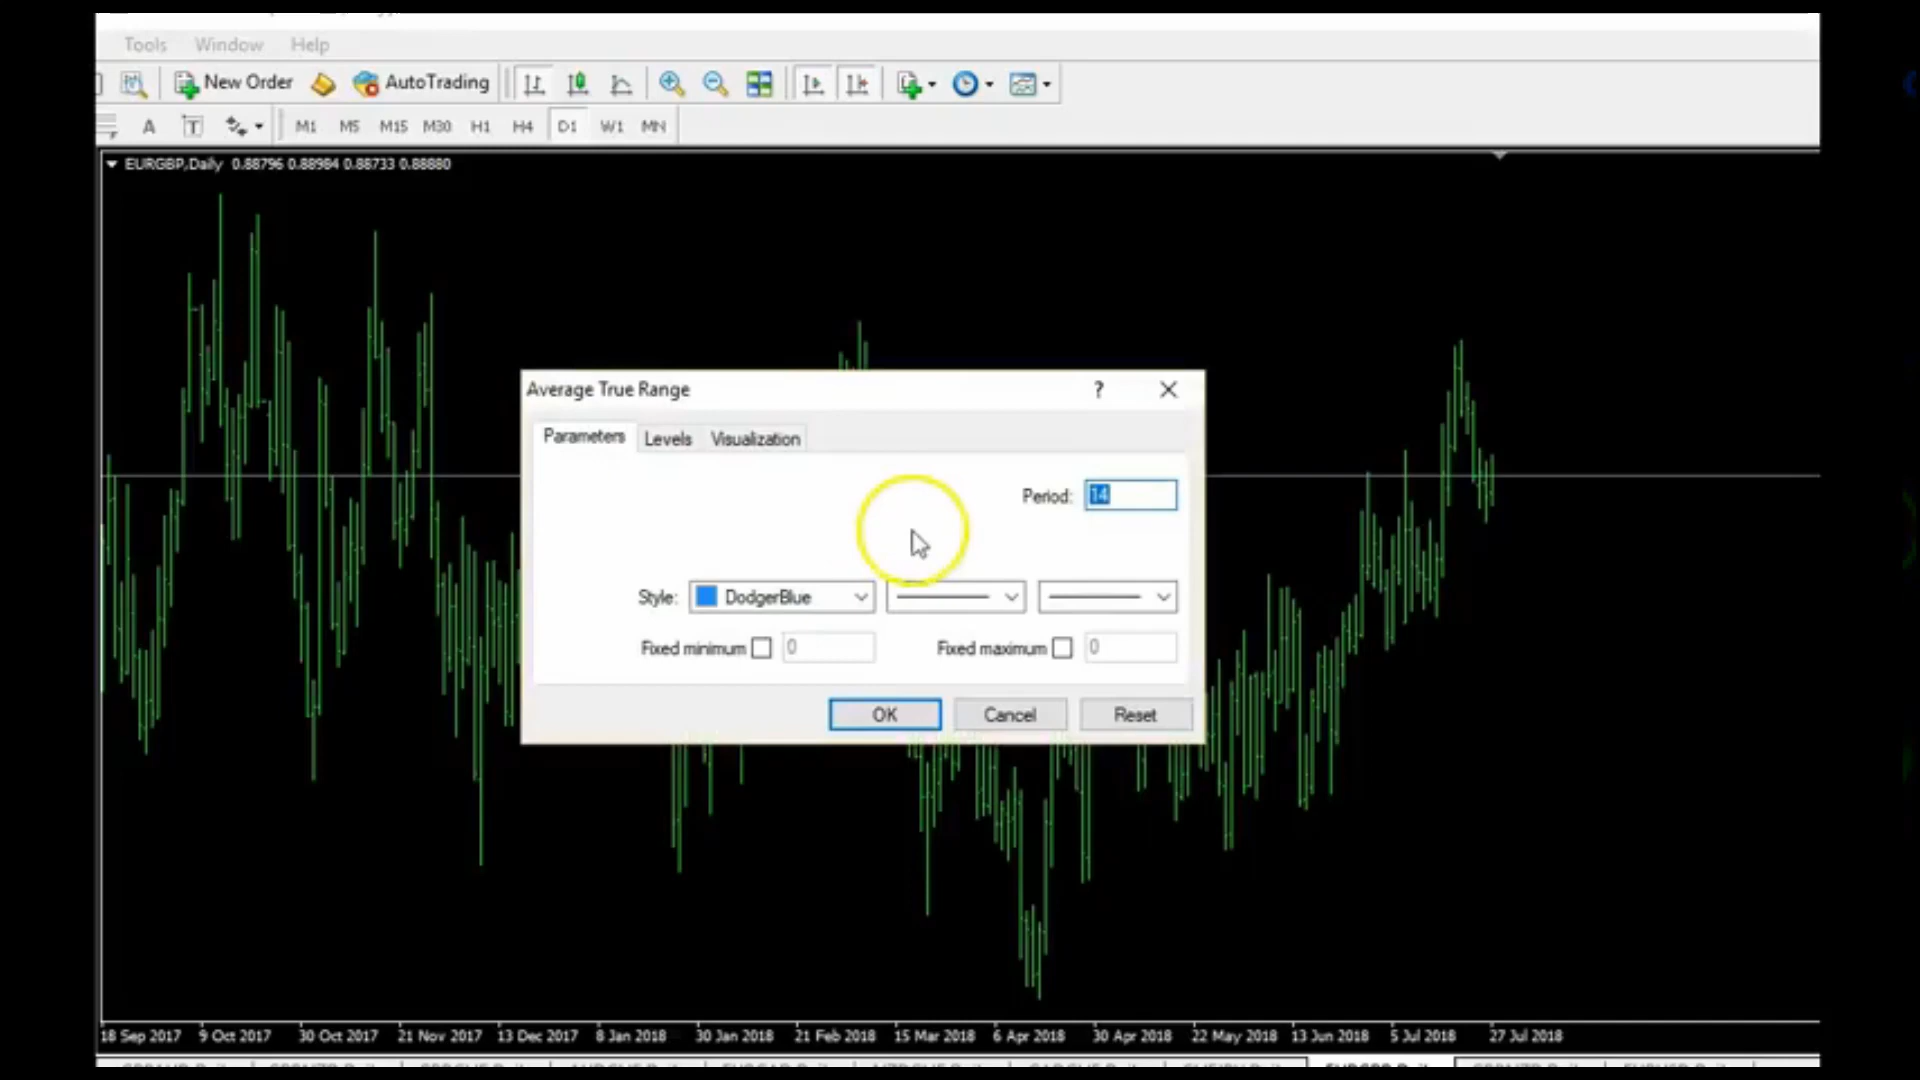 Tools Window Help
New Order AutoTrading
A T M1 M5 M15 M30 H1 H4 D1 W1 MN
EURGBP,Daily 0.88796 0.88984 0.88733 0.88880
Average True Range ?
Parameters Levels Visualization
Period: 14
Style: DodgerBlue
Fixed minimum 0 Fixed maximum 0
OK Cancel Reset
18 Sep 2017 9 Oct 2017 30 Oct 2017 21 Nov 2017 13 Dec 2017 8 Jan 2018 30 Jan 2018 21 Feb 2018 15 Mar 2018 6 Apr 2018 30 Apr 2018 22 May 2018 13 Jun 2018 5 Jul 2018 27 Jul 2018